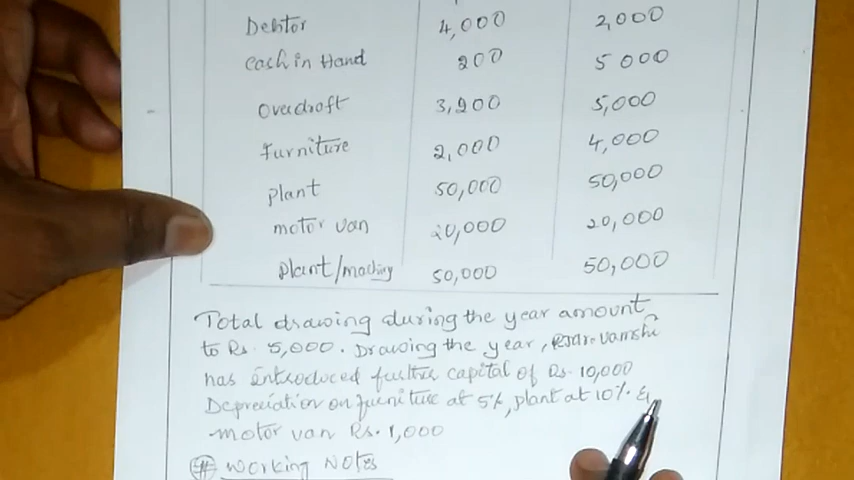 Debtor 4,000 2,000
Cash in Hand 200 5 000
Overdroft 3,200 5,000
Furniture 2,000 4,000
plant 50,000 50,000
motor van 20,000 20,000
plant/ 50,000 50,000
Total drawing during the year amount
to Rs. 5,000. Drawing the year,
has introduced capital of Rs. 10,000
Depreciation on furniture at 5%, plant at 10% &
motor van Rs. 1,000
# Working Notes